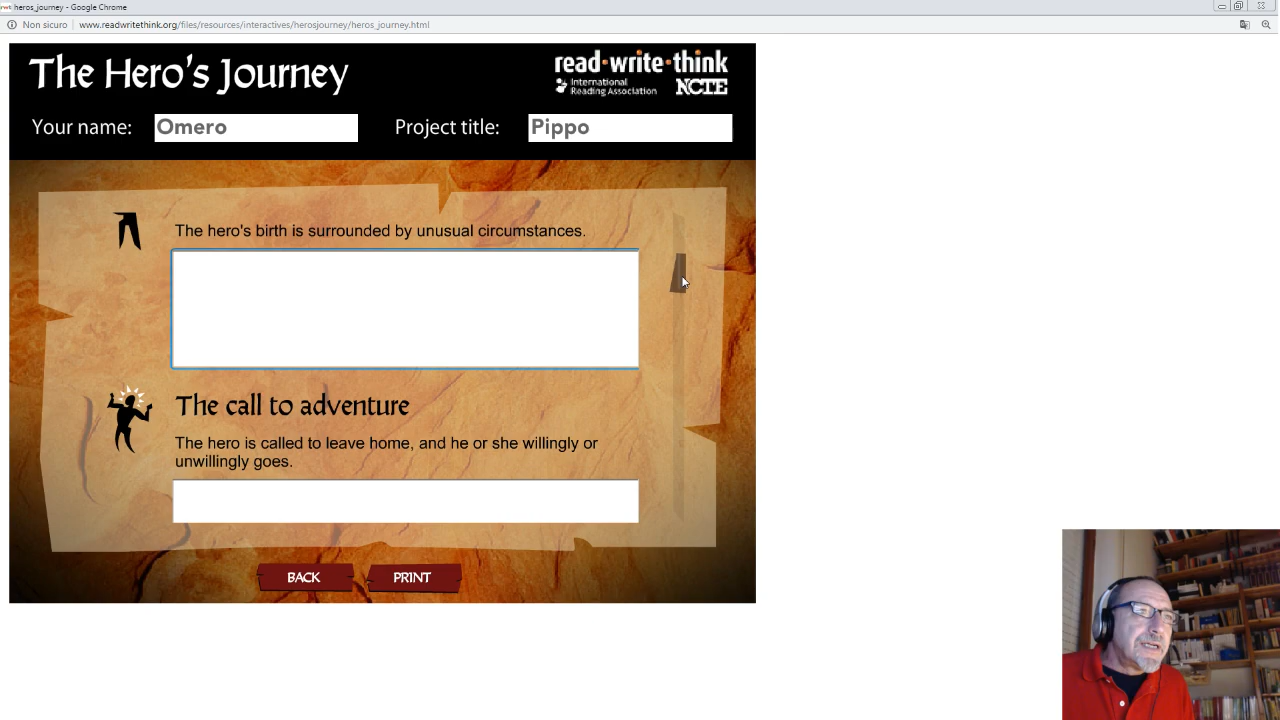 rwt heros_journey - Google Chrome
Non sicuro | www.readwritethink.org/files/resources/interactives/herosjourney/heros_journey.html
The Hero's Journey
read·write·think
International
Reading Association
NCTE
Your name: Omero Project title: Pippo
The hero's birth is surrounded by unusual circumstances.
The call to adventure
The hero is called to leave home, and he or she willingly or
unwillingly goes.
BACK PRINT